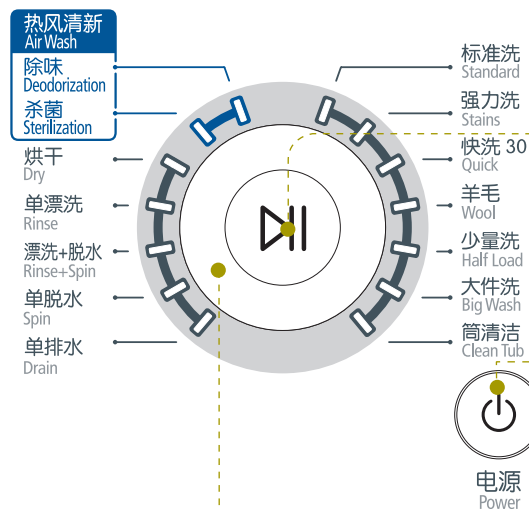 热风清新
Air Wash
除味
Deodorization
杀菌
Sterilization
烘干
Dry
单漂洗
Rinse
漂洗+脱水
Rinse+Spin
单脱水
Spin
单排水
Drain
标准洗
Standard
强力洗
Stains
快洗 30
Quick
羊毛
Wool
少量洗
Half Load
大件洗
Big Wash
筒清洁
Clean Tub
电源
Power